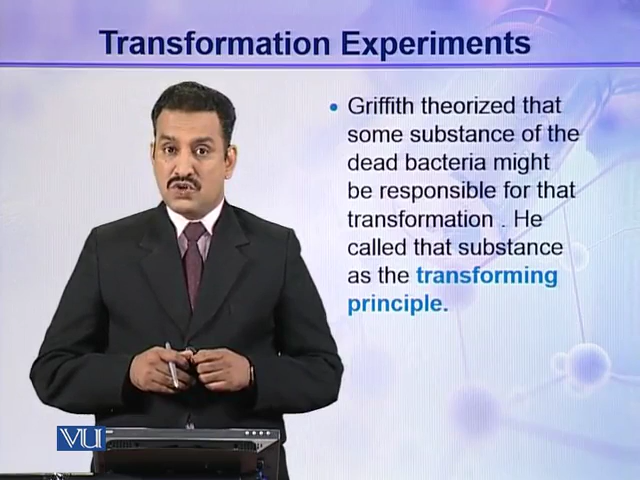 Transformation Experiments
• Griffith theorized that
some substance of the
dead bacteria might
be responsible for that
transformation . He
called that substance
as the transforming
principle.
VU